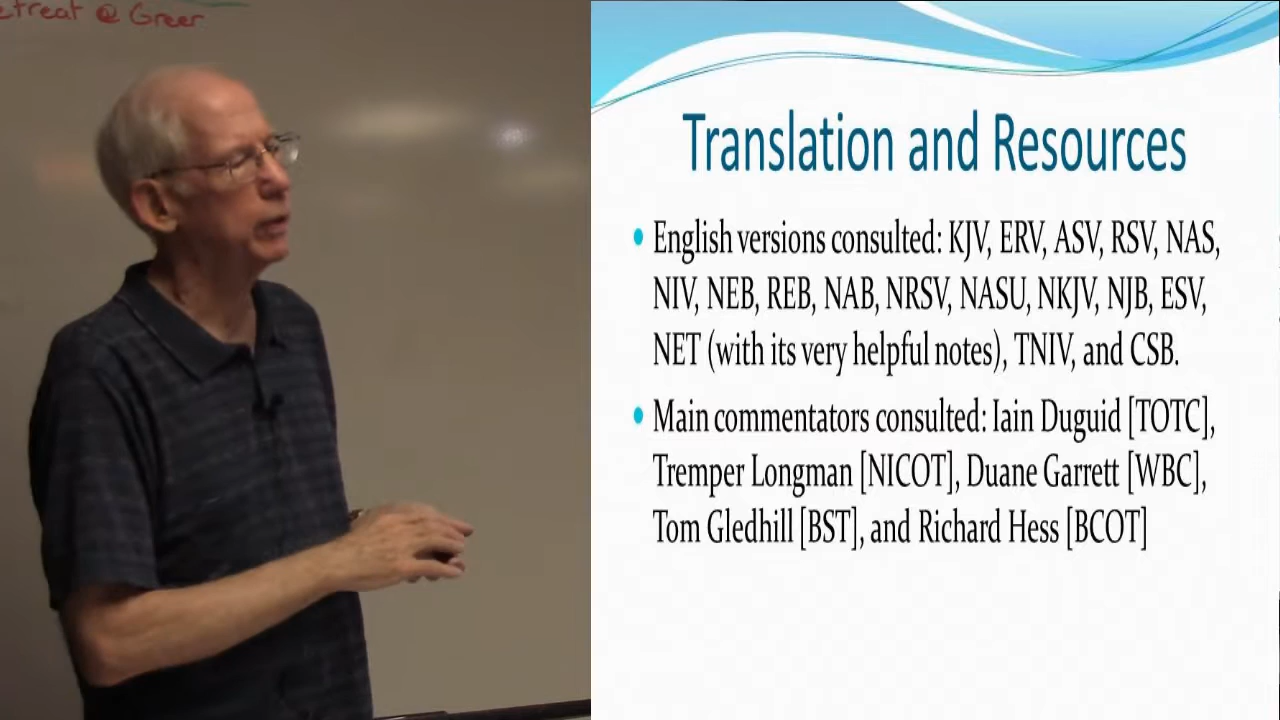 etreat @ Greer
Translation and Resources
• English versions consulted: KJV, ERV, ASV, RSV, NAS,
NIV, NEB, REB, NAB, NRSV, NASU, NKJV, NJB, ESV,
NET (with its very helpful notes), TNIV, and CSB.
• Main commentators consulted: Iain Duguid [TOTC],
Tremper Longman [NICOT], Duane Garrett [WBC],
Tom Gledhill [BST], and Richard Hess [BCOT]